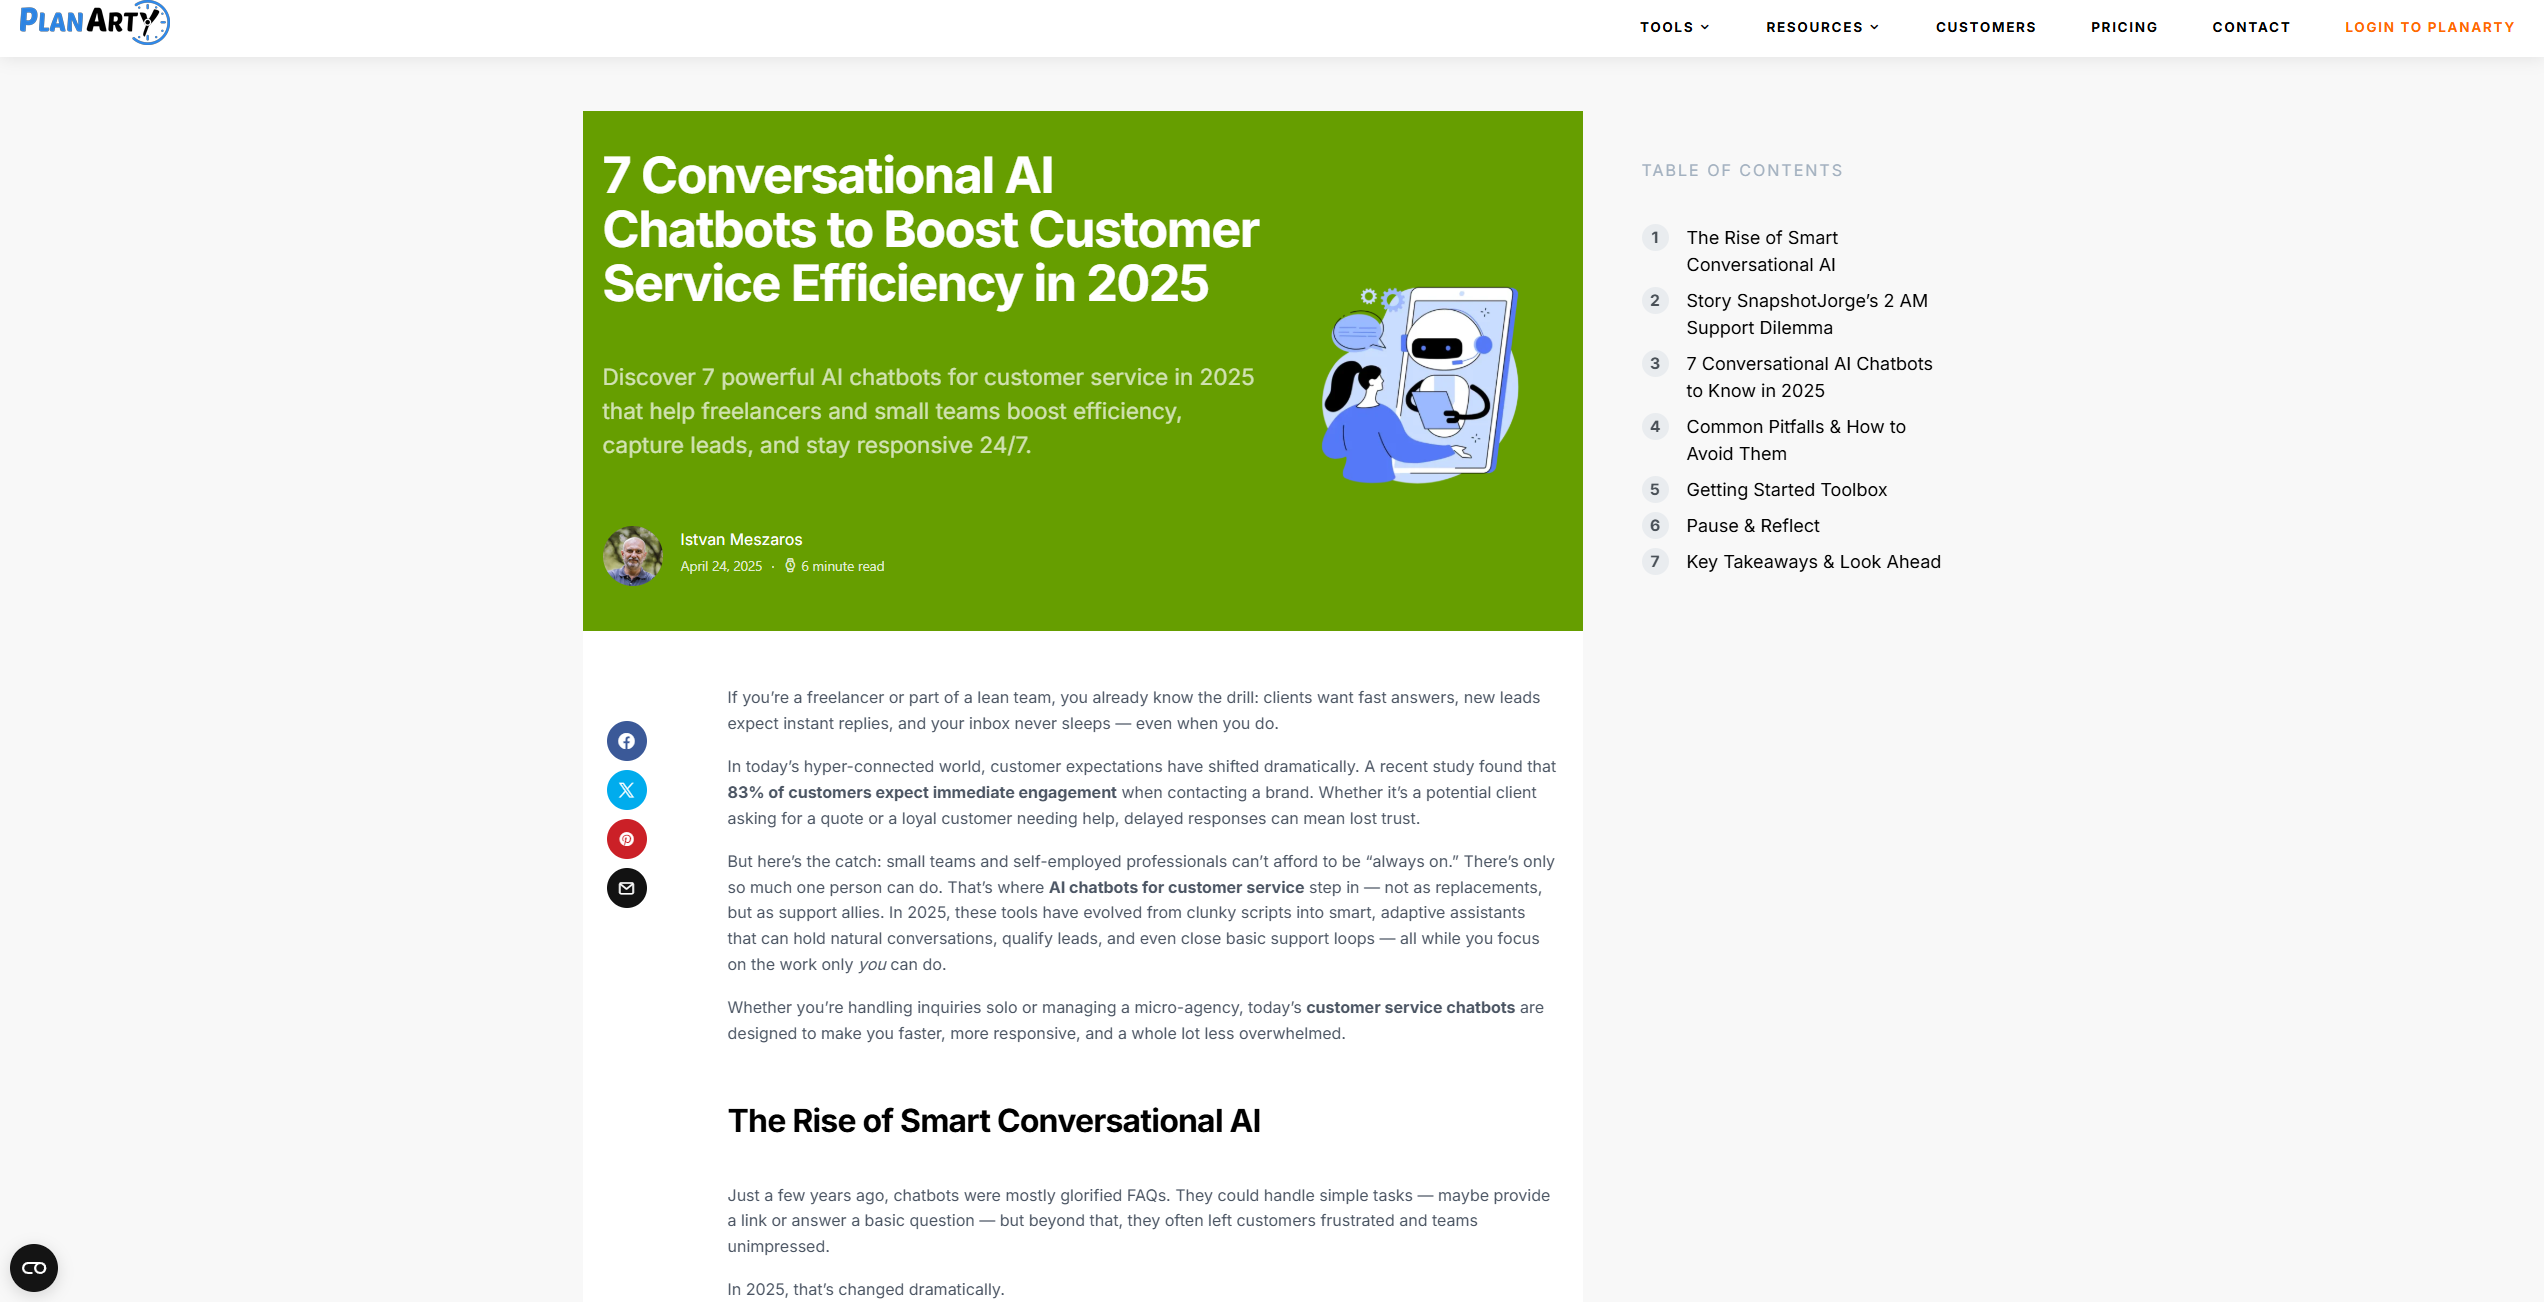 PLANARTY
TOOLS
RESOURCES
CUSTOMERS
PRICING
CONTACT
LOGIN TO PLANARTY
7 Conversational AI
Chatbots to Boost Customer
Service Efficiency in 2025
Discover 7 powerful AI chatbots for customer service in 2025
that help freelancers and small teams boost efficiency,
capture leads, and stay responsive 24/7.
Istvan Meszaros
April 24, 2025 · 6 minute read
TABLE OF CONTENTS
1 The Rise of Smart
Conversational AI
2 Story SnapshotJorge’s 2 AM
Support Dilemma
3 7 Conversational AI Chatbots
to Know in 2025
4 Common Pitfalls & How to
Avoid Them
5 Getting Started Toolbox
6 Pause & Reflect
7 Key Takeaways & Look Ahead
If you’re a freelancer or part of a lean team, you already know the drill: clients want fast answers, new leads
expect instant replies, and your inbox never sleeps — even when you do.
In today’s hyper-connected world, customer expectations have shifted dramatically. A recent study found that
83% of customers expect immediate engagement when contacting a brand. Whether it’s a potential client
asking for a quote or a loyal customer needing help, delayed responses can mean lost trust.
But here’s the catch: small teams and self-employed professionals can’t afford to be “always on.” There’s only
so much one person can do. That’s where AI chatbots for customer service step in — not as replacements,
but as support allies. In 2025, these tools have evolved from clunky scripts into smart, adaptive assistants
that can hold natural conversations, qualify leads, and even close basic support loops — all while you focus
on the work only you can do.
Whether you’re handling inquiries solo or managing a micro-agency, today’s customer service chatbots are
designed to make you faster, more responsive, and a whole lot less overwhelmed.
The Rise of Smart Conversational AI
Just a few years ago, chatbots were mostly glorified FAQs. They could handle simple tasks — maybe provide
a link or answer a basic question — but beyond that, they often left customers frustrated and teams
unimpressed.
In 2025, that’s changed dramatically.